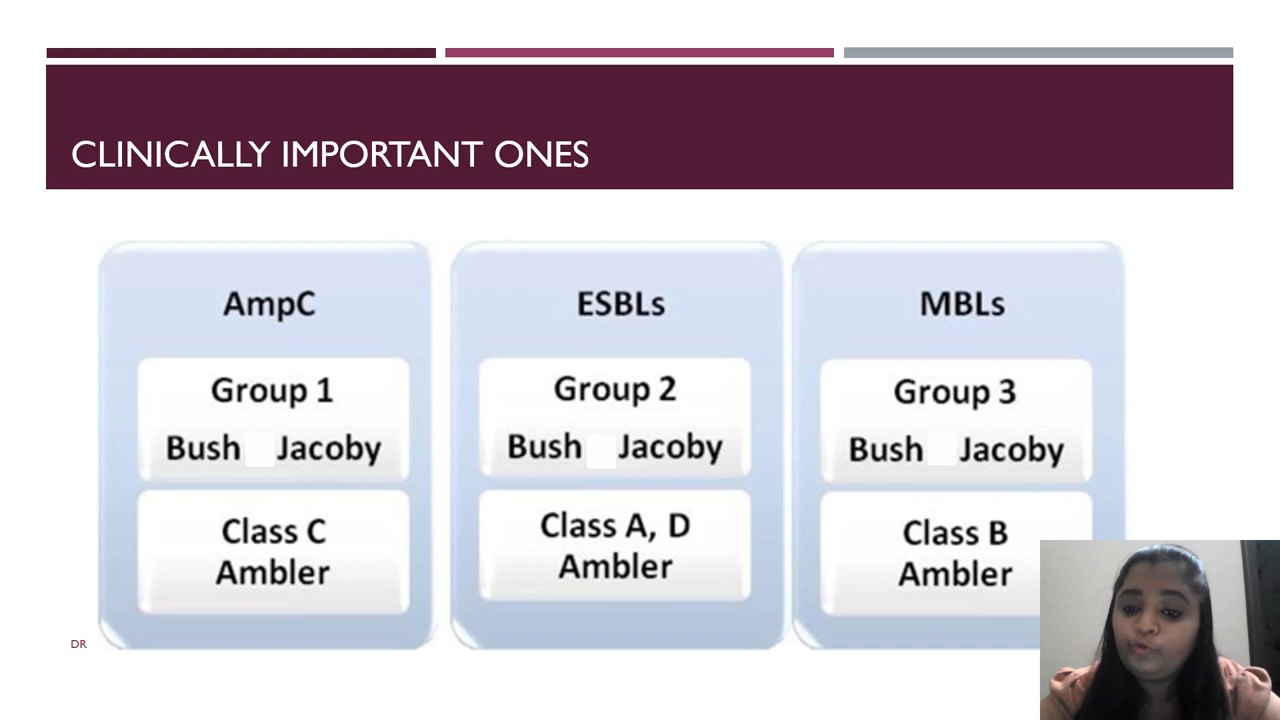 CLINICALLY IMPORTANT ONES
AmpC
Group 1
Bush Jacoby
Class C
Ambler
ESBLs
Group 2
Bush Jacoby
Class A, D
Ambler
MBLs
Group 3
Bush Jacoby
Class B
Ambler
DR